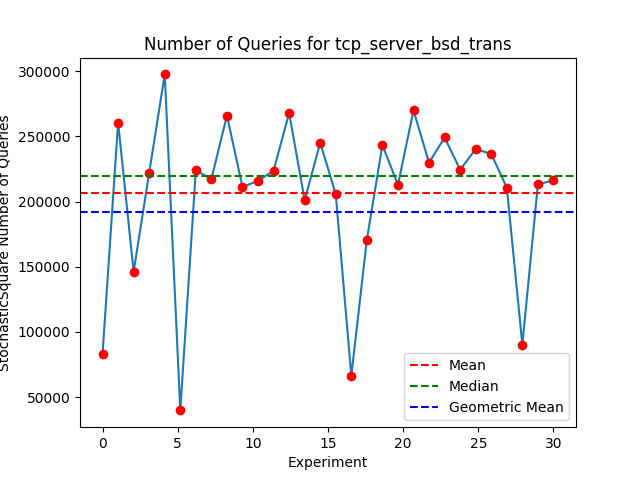 Number of Queries for tcp_server_bsd_trans
StochasticSquare Number of Queries
300000
250000
200000
150000
100000
50000
0 5 10 15 20 25 30
Experiment
Mean
Median
Geometric Mean